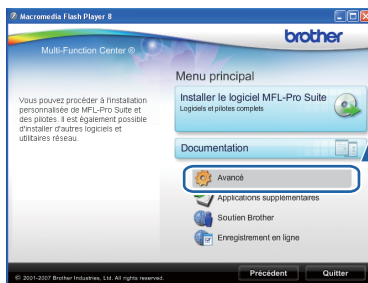 Macromedia Flash Player 8
brother
Multi-Function Center ®
Menu principal
Vous pouvez procéder à l'installation
personnalisée de MFL-Pro Suite et
des pilotes. Il est également possible
d'installer d'autres logiciels et
utilitaires réseau.
Installer le logiciel MFL-Pro Suite
Logiciels et pilotes complets
Documentation
Avancé
Applications supplémentaires
Soutien Brother
Enregistrement en ligne
© 2001-2007 Brother Industries, Ltd. All rights reserved.
Précédent
Quitter